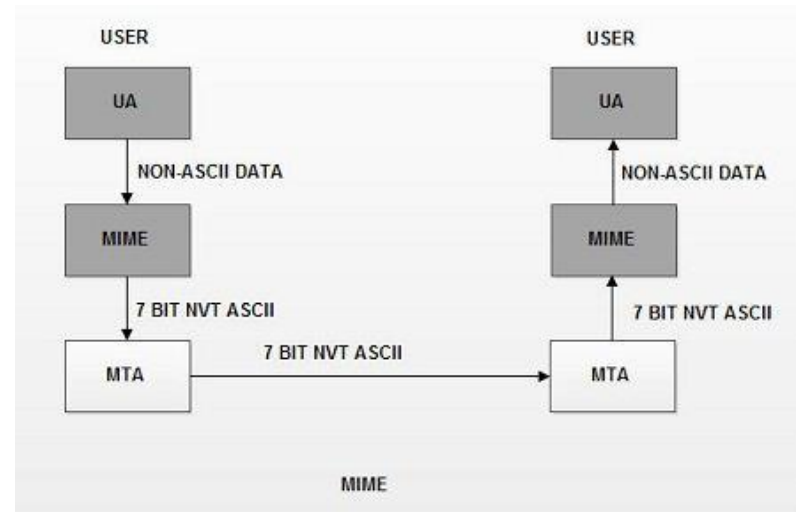 USER
USER
UA
UA
NON-ASCII DATA
NON-ASCII DATA
MIME
MIME
7 BIT NVT ASCII
7 BIT NVT ASCII
7 BIT NVT ASCII
MTA
MTA
MIME